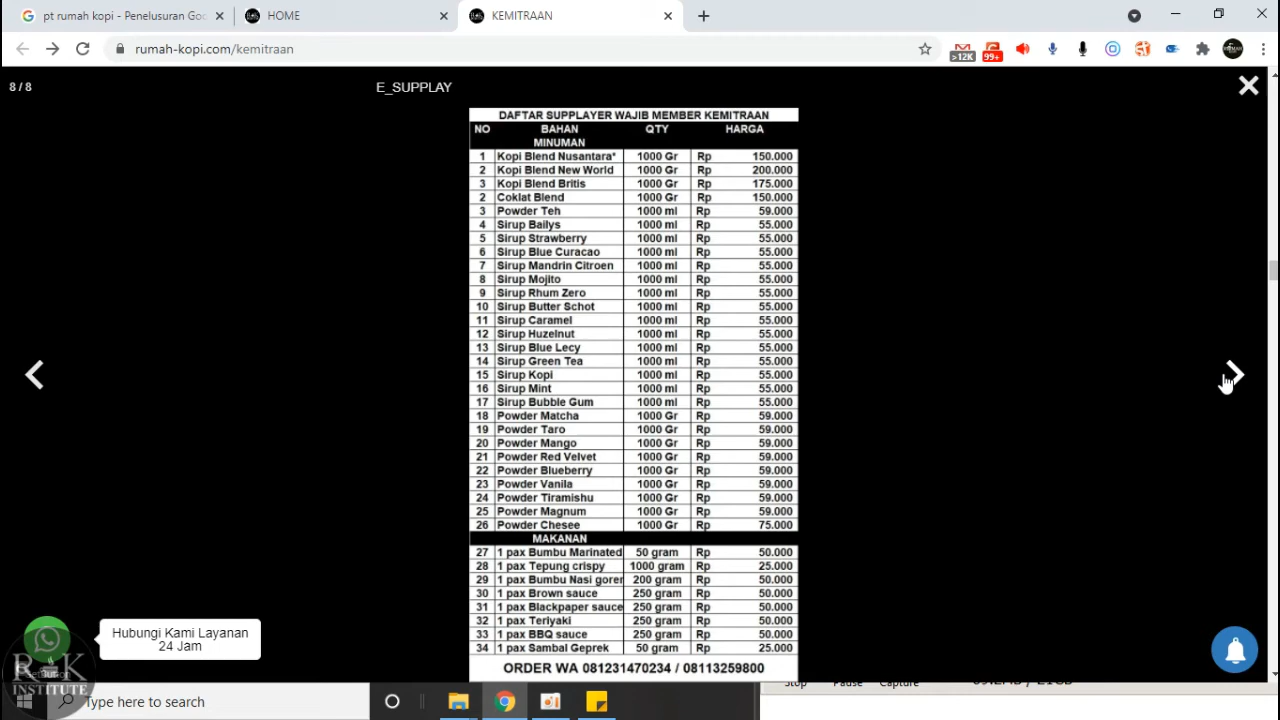 pt rumah kopi - Penelusuran Goo
HOME
KEMITRAAN
rumah-kopi.com/kemitraan
>12K
99+
8 / 8
E_SUPPLAY
DAFTAR SUPPLAYER WAJIB MEMBER KEMITRAAN
NO BAHAN QTY HARGA
MINUMAN
1 Kopi Blend Nusantara* 1000 Gr Rp 150.000
2 Kopi Blend New World 1000 Gr Rp 200.000
3 Kopi Blend Britis 1000 Gr Rp 175.000
2 Coklat Blend 1000 Gr Rp 150.000
3 Powder Teh 1000 ml Rp 59.000
4 Sirup Bailys 1000 ml Rp 55.000
5 Sirup Strawberry 1000 ml Rp 55.000
6 Sirup Blue Curacao 1000 ml Rp 55.000
7 Sirup Mandrin Citroen 1000 ml Rp 55.000
8 Sirup Mojito 1000 ml Rp 55.000
9 Sirup Rhum Zero 1000 ml Rp 55.000
10 Sirup Butter Schot 1000 ml Rp 55.000
11 Sirup Caramel 1000 ml Rp 55.000
12 Sirup Huzelnut 1000 ml Rp 55.000
13 Sirup Blue Lecy 1000 ml Rp 55.000
14 Sirup Green Tea 1000 ml Rp 55.000
15 Sirup Kopi 1000 ml Rp 55.000
16 Sirup Mint 1000 ml Rp 55.000
17 Sirup Bubble Gum 1000 ml Rp 55.000
18 Powder Matcha 1000 Gr Rp 59.000
19 Powder Taro 1000 Gr Rp 59.000
20 Powder Mango 1000 Gr Rp 59.000
21 Powder Red Velvet 1000 Gr Rp 59.000
22 Powder Blueberry 1000 Gr Rp 59.000
23 Powder Vanila 1000 Gr Rp 59.000
24 Powder Tiramishu 1000 Gr Rp 59.000
25 Powder Magnum 1000 Gr Rp 59.000
26 Powder Chesee 1000 Gr Rp 75.000
MAKANAN
27 1 pax Bumbu Marinated 50 gram Rp 50.000
28 1 pax Tepung crispy 1000 gram Rp 25.000
29 1 pax Bumbu Nasi gorer 200 gram Rp 50.000
30 1 pax Brown sauce 250 gram Rp 50.000
31 1 pax Blackpaper sauce 250 gram Rp 50.000
32 1 pax Teriyaki 250 gram Rp 50.000
33 1 pax BBQ sauce 250 gram Rp 50.000
34 1 pax Sambal Geprek 50 gram Rp 25.000
ORDER WA 081231470234 / 08113259800
Hubungi Kami Layanan
24 Jam
R K
INSTITUTE
Stop Pause Capture
Type here to search